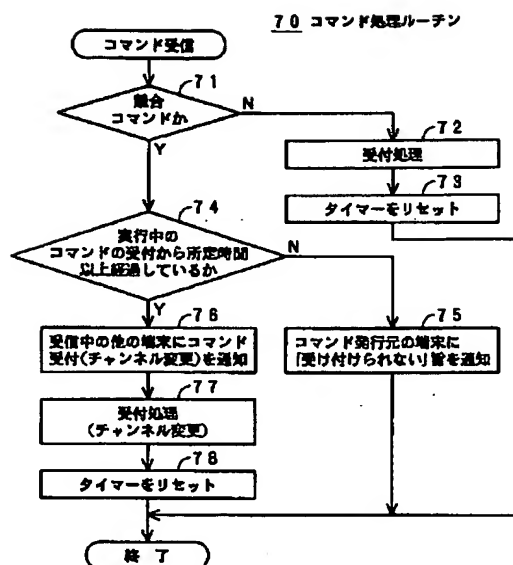 70 コマンド処理ルーチン
コマンド受信
71
競合
コマンドか
N
Y
72
受付処理
73
タイマーをリセット
74
実行中の
コマンドの受付から所定時間
以上経過しているか
N
Y
76
受信中の他の端末にコマンド
受付(チャンネル変更)を通知
75
コマンド発行元の端末に
「受け付けられない」旨を通知
77
受付処理
(チャンネル変更)
78
タイマーをリセット
終了